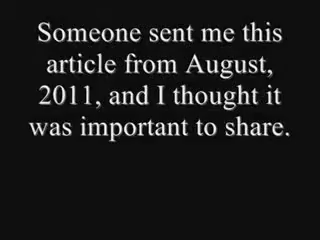 Someone sent me this
article from August,
2011, and I thought it
was important to share.